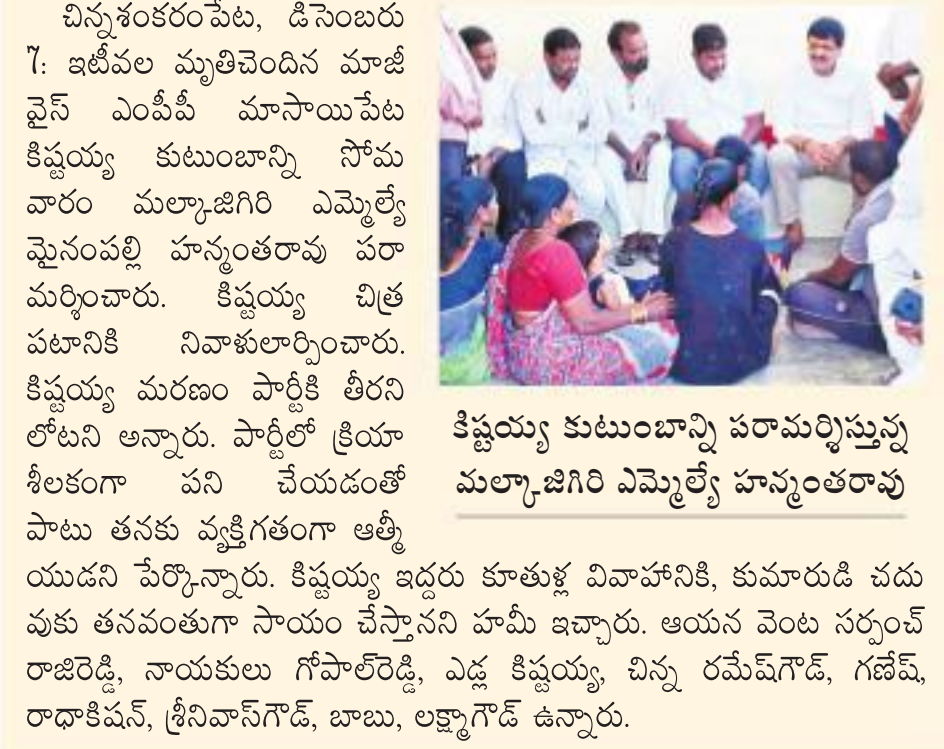 చిన్నశంకరంపేట, డిసెంబరు
7: ఇటీవల మృతిచెందిన మాజీ
వైస్ ఎంపీపీ మాసాయిపేట
కిష్టయ్య కుటుంబాన్ని సోమ
వారం మల్కాజిగిరి ఎమ్మెల్యే
మైనంపల్లి హన్మంతరావు పరా
మర్శించారు. కిష్టయ్య చిత్ర
పటానికి నివాళులార్పించారు.
కిష్టయ్య మరణం పార్టీకి తీరని
లోటని అన్నారు. పార్టీలో క్రియా
శీలకంగా పని చేయడంతో
పాటు తనకు వ్యక్తిగతంగా ఆత్మీ
యుడని పేర్కొన్నారు. కిష్టయ్య ఇద్దరు కూతుళ్ల వివాహానికి, కుమారుడి చదు
వుకు తనవంతుగా సాయం చేస్తానని హమీ ఇచ్చారు. ఆయన వెంట సర్పంచ్
రాజిరెడ్డి, నాయకులు గోపాల్‌రెడ్డి, ఎడ్ల కిష్టయ్య, చిన్న రమేష్‌గౌడ్, గణేష్,
రాధాకిషన్, శ్రీనివాస్‌గౌడ్, బాబు, లక్ష్మాగౌడ్ ఉన్నారు.
కిష్టయ్య కుటుంబాన్ని పరామర్శిస్తున్న
మల్కాజిగిరి ఎమ్మెల్యే హన్మంతరావు